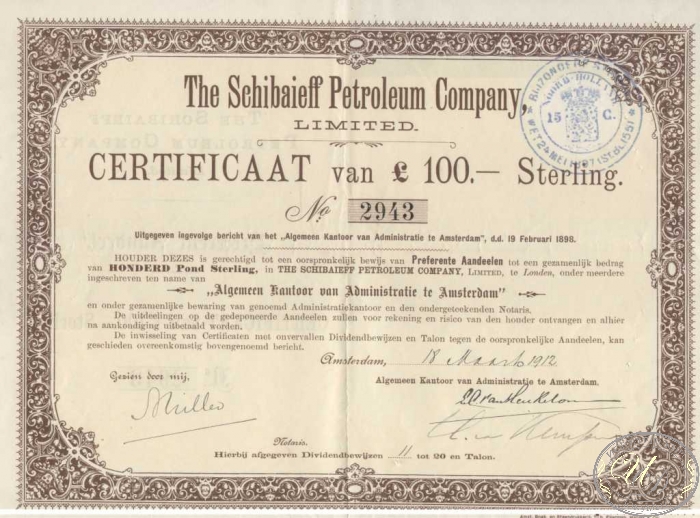 The Schibaieff Petroleum Company,
LIMITED.
CERTIFICAAT van £ 100.— Sterling.
No. 2943
Uitgegeven ingevolge bericht van het „Algemeen Kantoor van Administratie te Amsterdam", d.d. 19 Februari 1898.
HOUDER DEZES is gerechtigd tot een oorspronkelijk bewijs van Preferente Aandeelen tot een gezamenlijk bedrag
van HONDERD Pond Sterling, in THE SCHIBAIEFF PETROLEUM COMPANY, LIMITED, te Londen, onder meerdere
ingeschreven ten name van
„Algemeen Kantoor van Administratie te Amsterdam"
en onder gezamenlijke bewaring van genoemd Administratiekantoor en den ondergeteekenden Notaris.
De uitdeelingen op de gedeponeerde Aandeelen zullen voor rekening en risico van den houder ontvangen en alhier
na aankondiging uitbetaald worden.
De inwisseling van Certificaten met onvervallen Dividendbewijzen en Talon tegen de oorspronkelijke Aandeelen, kan
geschieden overeenkomstig bovengenoemd bericht.
Amsterdam, 18 Maart 1912
Gezien door mij,
Algemeen Kantoor van Administratie te Amsterdam.
Notaris.
Hierbij afgegeven Dividendbewijzen 11 tot 20 en Talon.
NOORD-HOLLAND
15 C.